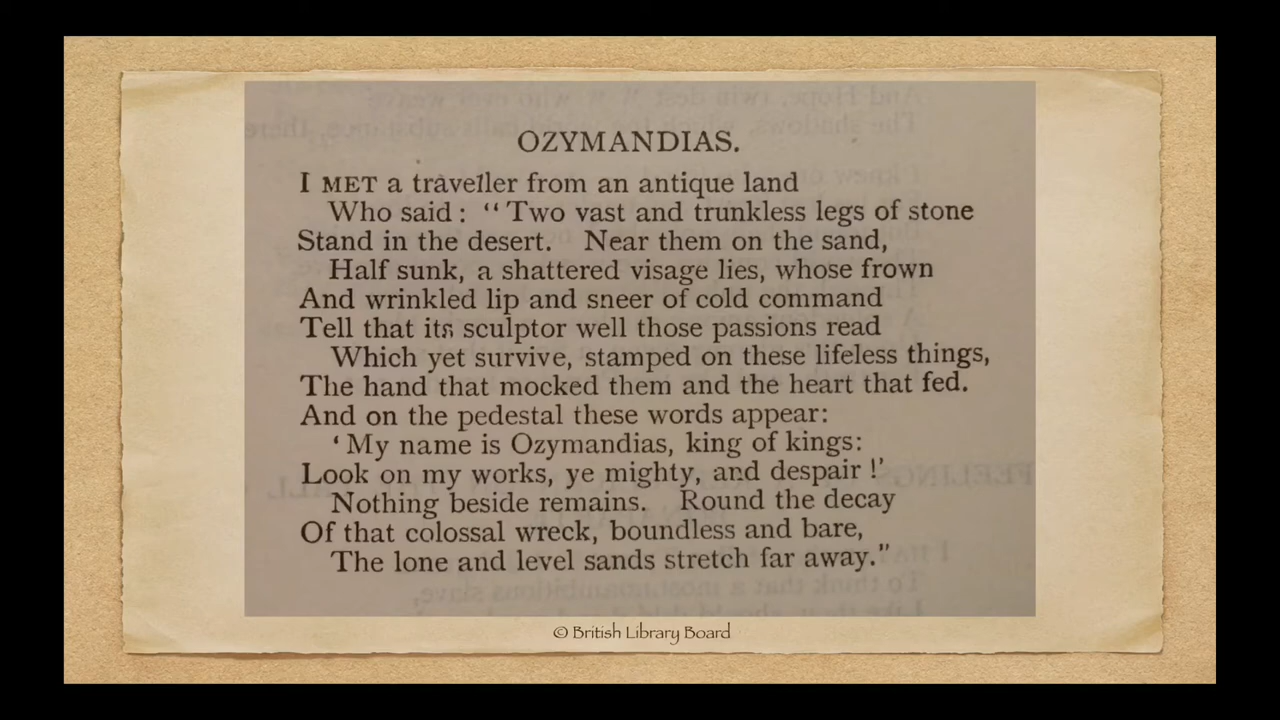 OZYMANDIAS.
I MET a traveller from an antique land
Who said: “Two vast and trunkless legs of stone
Stand in the desert. Near them on the sand,
Half sunk, a shattered visage lies, whose frown
And wrinkled lip and sneer of cold command
Tell that its sculptor well those passions read
Which yet survive, stamped on these lifeless things,
The hand that mocked them and the heart that fed.
And on the pedestal these words appear:
‘My name is Ozymandias, king of kings:
Look on my works, ye mighty, and despair!’
Nothing beside remains. Round the decay
Of that colossal wreck, boundless and bare,
The lone and level sands stretch far away.”
© British Library Board